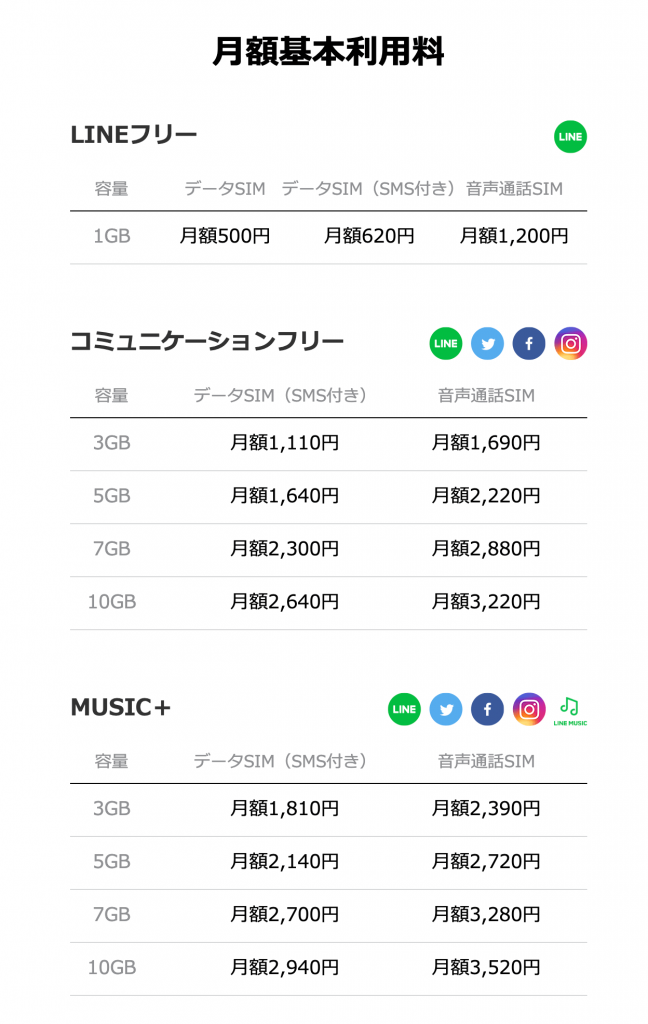 月額基本利用料
LINEフリー LINE
容量 データSIM データSIM（SMS付き） 音声通話SIM
1GB 月額500円 月額620円 月額1,200円
コミュニケーションフリー LINE
容量 データSIM（SMS付き） 音声通話SIM
3GB 月額1,110円 月額1,690円
5GB 月額1,640円 月額2,220円
7GB 月額2,300円 月額2,880円
10GB 月額2,640円 月額3,220円
MUSIC+ LINE LINE MUSIC
容量 データSIM（SMS付き） 音声通話SIM
3GB 月額1,810円 月額2,390円
5GB 月額2,140円 月額2,720円
7GB 月額2,700円 月額3,280円
10GB 月額2,940円 月額3,520円